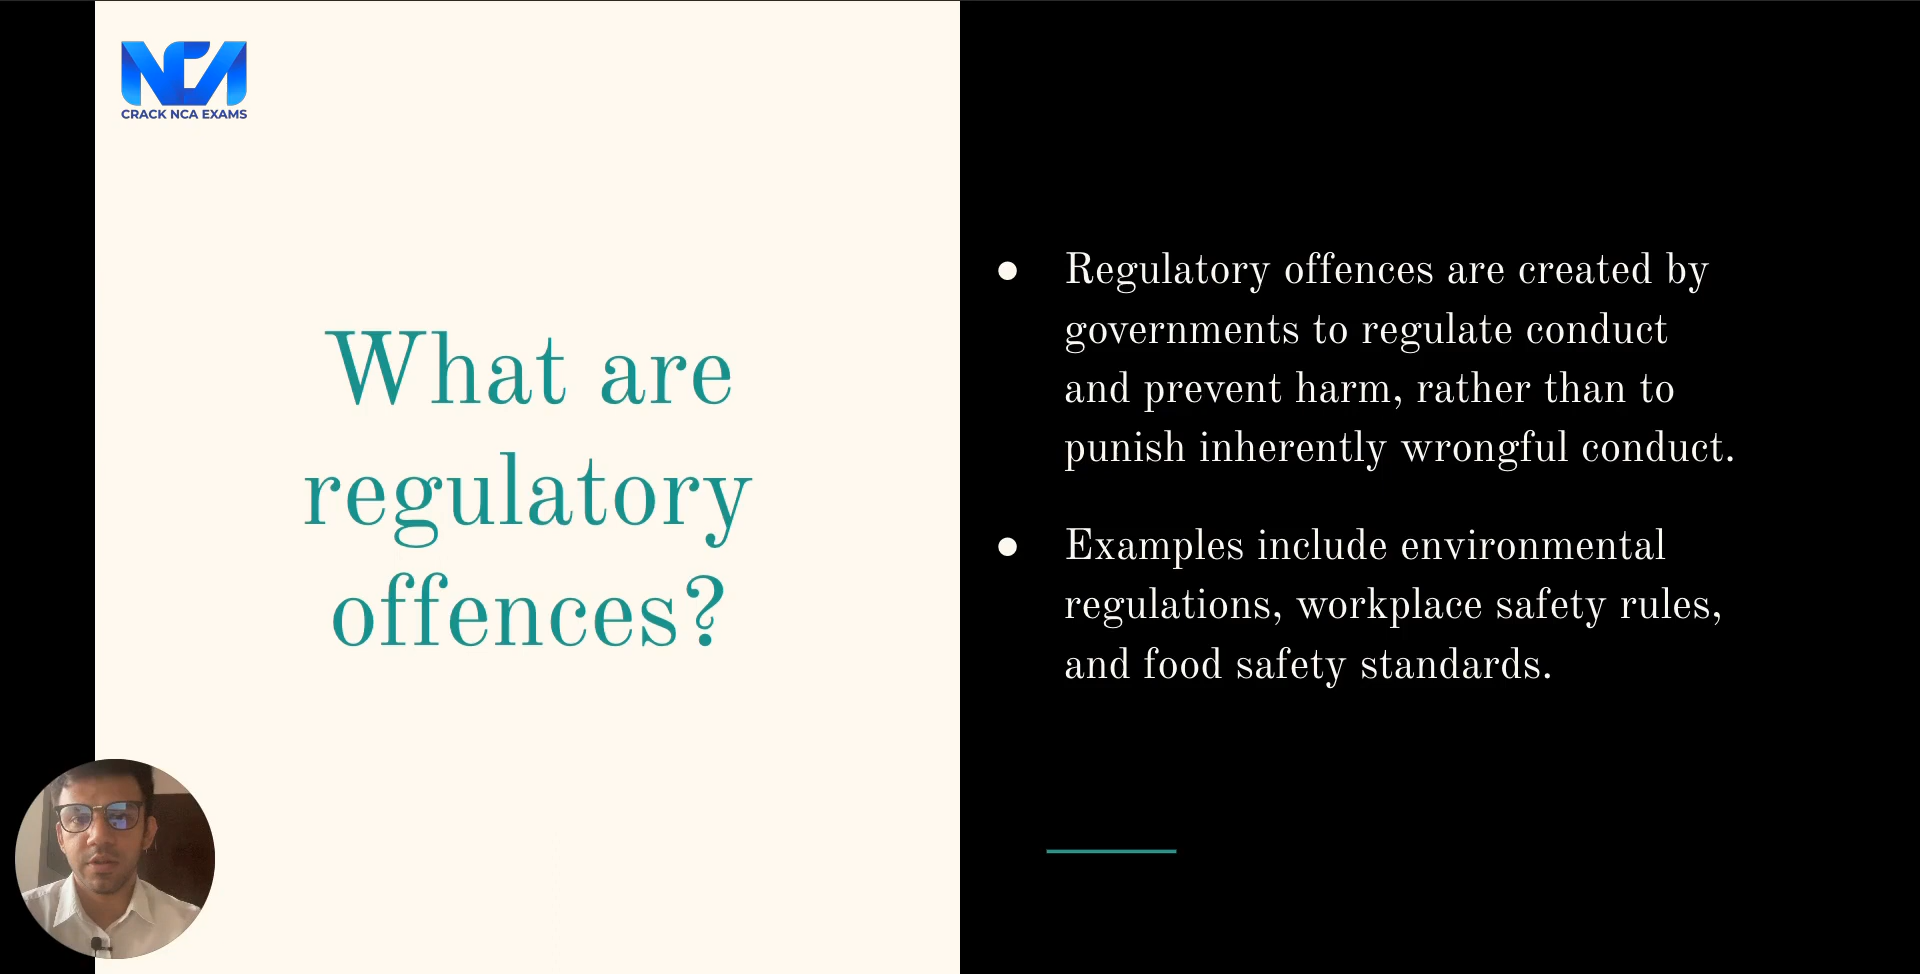 NCA
CRACK NCA EXAMS
What are
regulatory
offences?
● Regulatory offences are created by
governments to regulate conduct
and prevent harm, rather than to
punish inherently wrongful conduct.
● Examples include environmental
regulations, workplace safety rules,
and food safety standards.